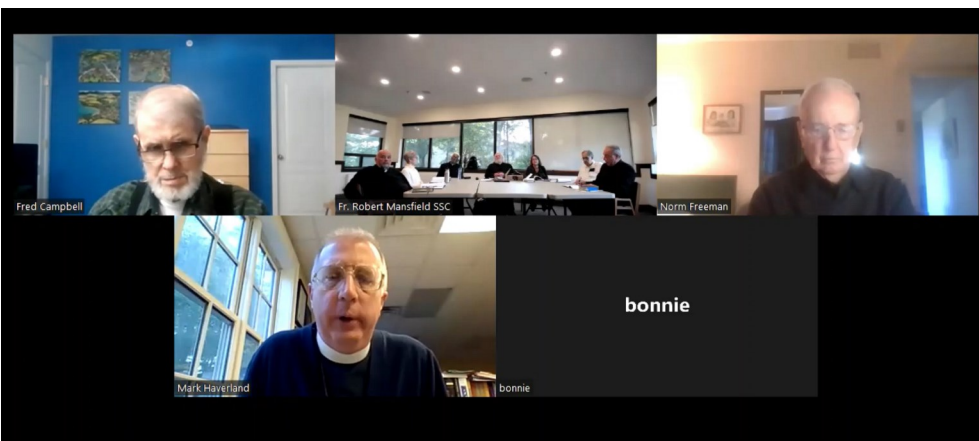 Fred Campbell
Fr. Robert Mansfield SSC
Norm Freeman
Mark Haverland
bonnie
bonnie